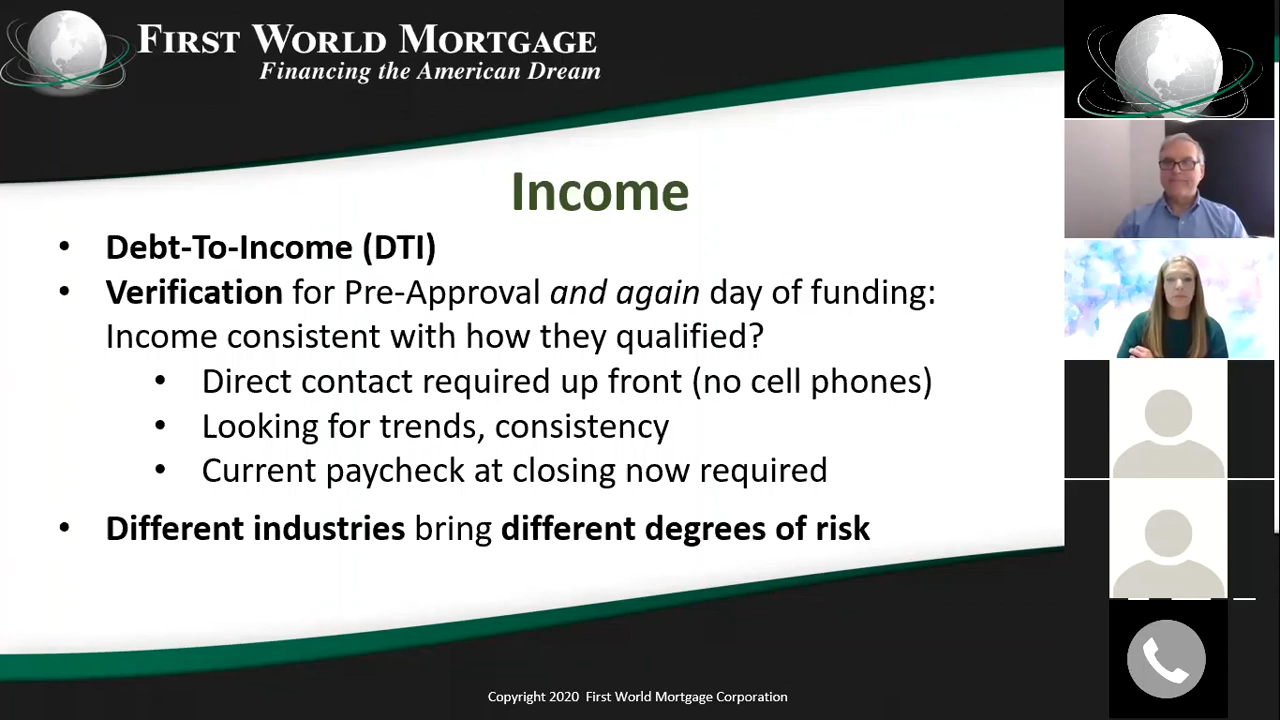 FIRST WORLD MORTGAGE
Financing the American Dream
Income
• Debt-To-Income (DTI)
• Verification for Pre-Approval and again day of funding:
Income consistent with how they qualified?
• Direct contact required up front (no cell phones)
• Looking for trends, consistency
• Current paycheck at closing now required
• Different industries bring different degrees of risk
Copyright 2020 First World Mortgage Corporation